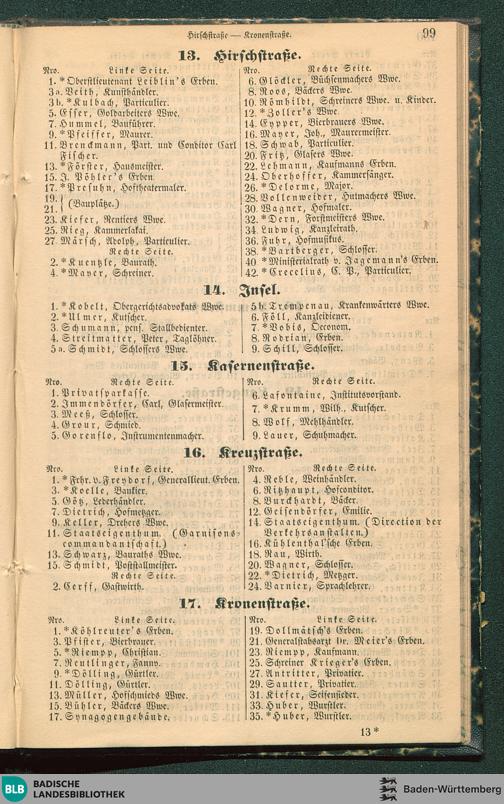 Hirschstraße — Kronenstraße.
99
13. Hirschstraße.
Nro. Linke Seite.
1. *Oberstlieutenant Leiblin's Erben.
3a. Veith, Kunsthändler.
3b. *Kulbach, Particulier.
5. Esser, Goldarbeiters Wwe.
7. Hummel, Bauführer.
9. *Pfeiffer, Maurer.
11. Brenckmann, Part. und Conditor Carl
Fischer.
13. *Förster, Hausmeister.
15. J. Pöhler's Erben.
17. *Presuhn, Hoftheatermaler.
19. }
21. } (Bauplätze.)
23. Kiefer, Rentiers Wwe.
25. Rieg, Kammerlakai.
27. Märsch, Adolph, Particulier.
Rechte Seite.
2. *Kuentzle, Baurath.
4. *Mayer, Schreiner.
Nro. Rechte Seite.
6. Glöckler, Büchsenmachers Wwe.
8. Roos, Bäckers Wwe.
10. Römhildt, Schreiners Wwe. u. Kinder.
12. *Zoller's Wwe.
14. Eypper, Bierbrauers Wwe.
16. Mayer, Joh., Maurermeister.
18. Schwab, Particulier.
20. Fritz, Glasers Wwe.
22. Lehmann, Kaufmanns Erben.
24. Oberhoffer, Kammersänger.
26. *Delorme, Major.
28. Vollenweider, Hutmachers Wwe.
30. Wagner, Hofmaler.
32. *Dern, Forstmeisters Wwe.
34. Ludwig, Kanzleirath.
36. Fuhr, Hofmusikus.
38. *Bartberger, Schlosser.
40 *Ministerialrath v. Jagemann's Erben.
42 *Crecelius, C. P., Particulier.
14. Insel.
1. *Kobelt, Obergerichtsadvokats Wwe.
2. *Ulmer, Kutscher.
3. Schumann, pens. Stallbedienter.
4. Streitmatter, Peter, Taglöhner.
5a. Schmidt, Schlossers Wwe.
5b. Trompenau, Krankenwärters Wwe.
6. Föll, Kanzleidiener.
7. *Vobis, Oeconom.
8. Nodrian, Erben.
9. Schill, Schlosser.
15. Kasernenstraße.
Nro. Rechte Seite.
1. Privatsparkasse.
2. Immendörfer, Carl, Glasermeister.
3. Meeß, Schlosser.
4. Grour, Schmied.
5. Gorenflo, Instrumentenmacher.
Nro. Rechte Seite.
6. Lafontaine, Institutsvorstand.
7. *Krumm, Wilh. Kutscher.
8. Wolf, Mehlhändler.
9. Lauer, Schuhmacher.
16. Kreuzstraße.
Nro. Linke Seite.
1. *Frhr. v. Freydorf, Generallieut. Erben.
3. *Koelle, Bankier.
5. Götz, Lederhändler.
7. Dietrich, Hofmetzger.
9. Keller, Drehers Wwe.
11. Staatseigenthum. (Garnisons-
commandantschaft.)
13. Schwarz, Bauraths Wwe.
15. Schmidt, Poststallmeister.
Rechte Seite.
2. Cerff, Gastwirth.
Nro. Rechte Seite.
4. Reble, Weinhändler.
6. Ritzhaupt, Hofconditor.
8. Burckhardt, Bäcker.
12. Geisendörfer, Emilie.
14. Staatseigenthum. (Direction der
Verkehrsanstalten.)
16. Kühlenthal'sche Erben.
18. Rau, Wirth.
20. Wagner, Schlosser.
22. *Dietrich, Metzger.
24. Varnier, Sprachlehrer.
17. Kronenstraße.
Nro. Linke Seite.
1. *Köhlreuter's Erben.
3. Pfister, Bierbrauer.
5. *Riempp, Christian.
7. Reutlinger, Fanny.
9. *Dölling, Gürtler.
11. Dölling, Gürtler.
13. Müller, Hofschmieds Wwe.
15. Bühler, Bäckers Wwe.
17. Synagogengebäude.
Nro. Linke Seite.
19. Dollmätsch's Erben.
21. Generalstabsarzt Dr. Meier's Erben.
23. Riempp, Kaufmann.
25. Schreiner Krieger's Erben.
27. Antritter, Privatier.
29. Sautter, Privatier.
31. Kiefer, Seifensieder.
33. Huber, Wurstler.
35. *Huber, Wurstler.
13*
BLB BADISCHE
LANDESBIBLIOTHEK
Baden-Württemberg